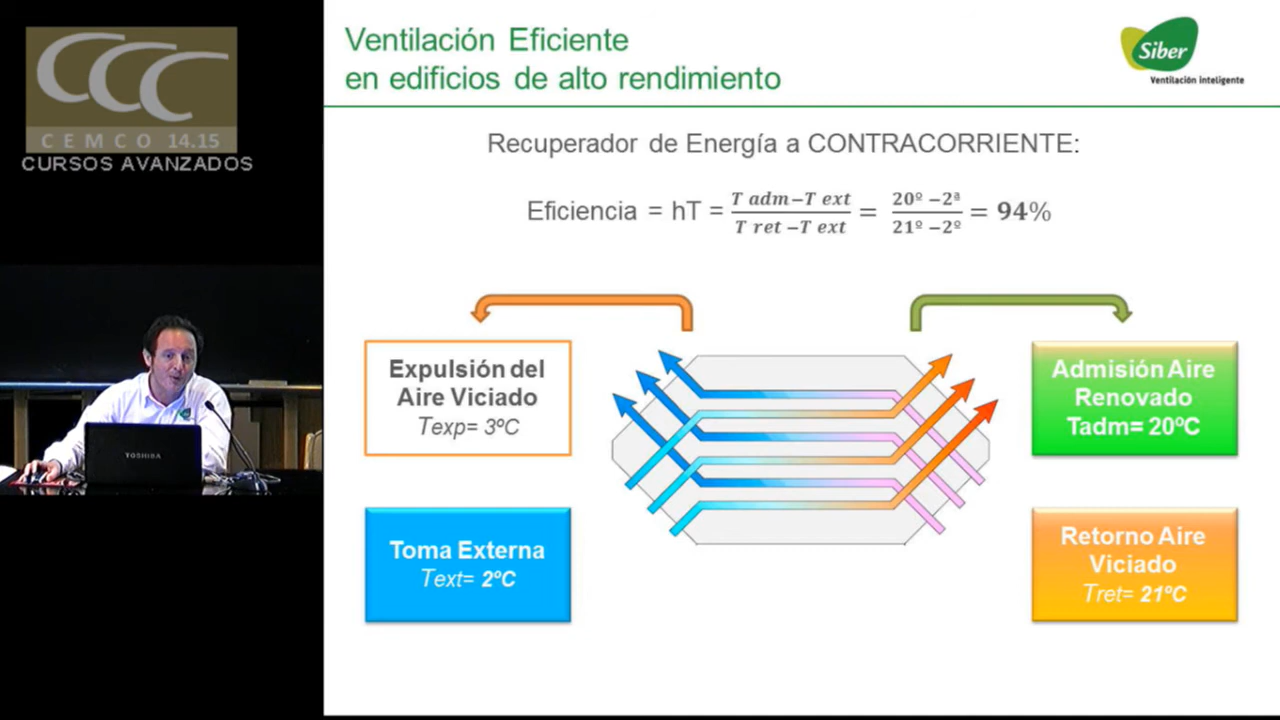 CCC
CEMCO 14.15
CURSOS AVANZADOS
Ventilación Eficiente
en edificios de alto rendimiento
Siber
Ventilación inteligente
Recuperador de Energía a CONTRACORRIENTE:
Eficiencia = hT = T adm−T ext / T ret −T ext = 20º −2ª / 21º −2º = 94%
Expulsión del
Aire Viciado
Texp= 3ºC
Admisión Aire
Renovado
Tadm= 20ºC
TOSHIBA
Toma Externa
Text= 2ºC
Retorno Aire
Viciado
Tret= 21ºC